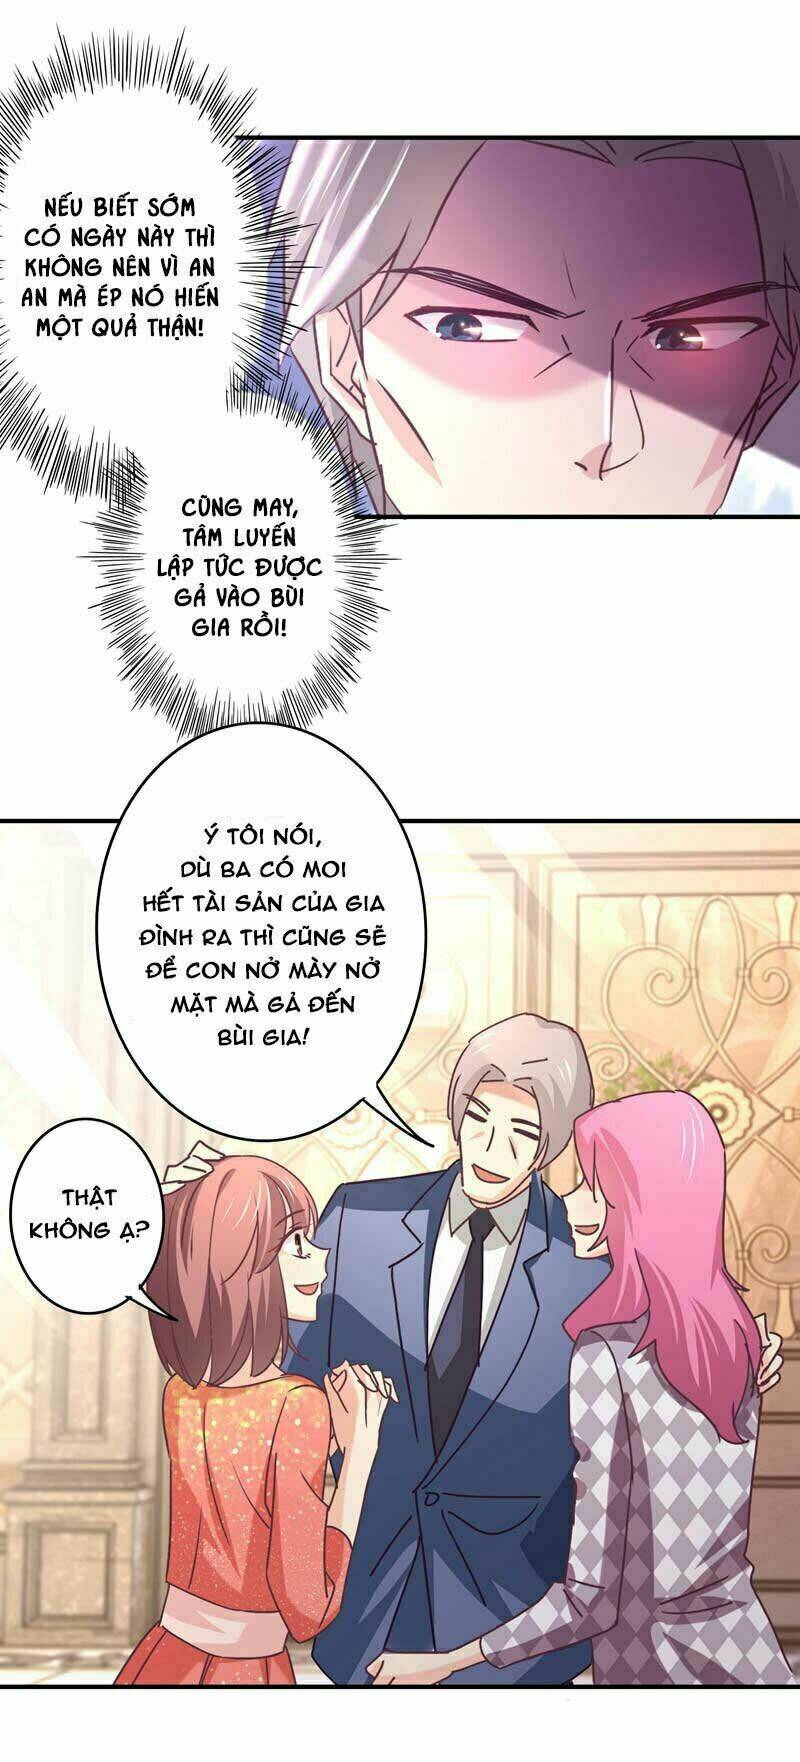 NẾU BIẾT SỚM
CÓ NGÀY NÀY THÌ
KHÔNG NÊN VÌ AN
AN MÀ ÉP NÓ HIẾN
MỘT QUẢ THẬN!
CŨNG MAY,
TÂM LUYẾN
LẬP TỨC ĐƯỢC
GẢ VÀO BÙI
GIA RỒI!
Ý TÔI NÓI,
DÙ BA CÓ MOI
HẾT TÀI SẢN CỦA GIA
ĐÌNH RA THÌ CŨNG SẼ
ĐỂ CON NỞ MÀY NỞ
MẶT MÀ GẢ ĐẾN
BÙI GIA!
THẬT
KHÔNG Ạ?